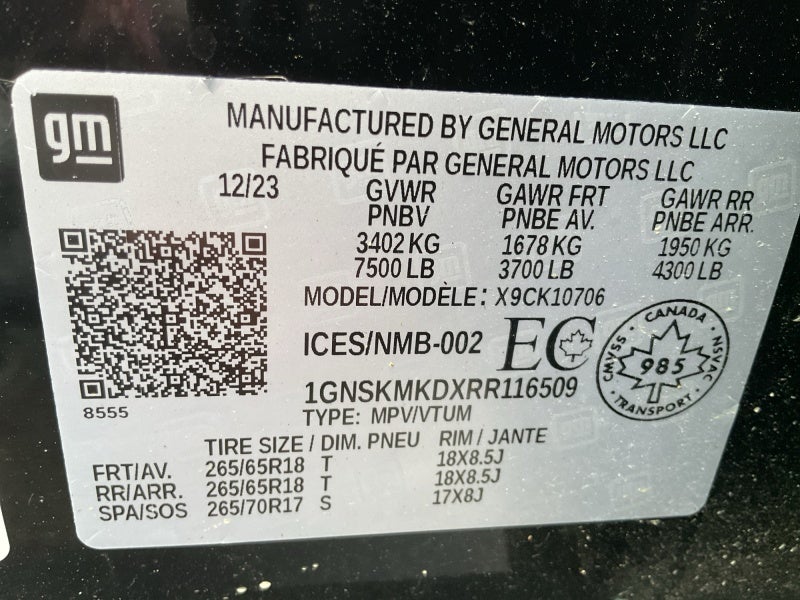 gm
MANUFACTURED BY GENERAL MOTORS LLC
FABRIQUÉ PAR GENERAL MOTORS LLC
12/23 GVWR GAWR FRT GAWR RR
PNBV PNBE AV. PNBE ARR.
3402 KG 1678 KG 1950 KG
7500 LB 3700 LB 4300 LB
MODEL/MODÈLE: X9CK10706
ICES/NMB-002 EC
CANADA
CMVSS 985 NSVAC
TRANSPORT
1GNSKMKDXRR116509
8555
TYPE: MPV/VTUM
TIRE SIZE / DIM. PNEU RIM / JANTE
FRT/AV. 265/65R18 T 18X8.5J
RR/ARR. 265/65R18 T 18X8.5J
SPA/SOS 265/70R17 S 17X8J